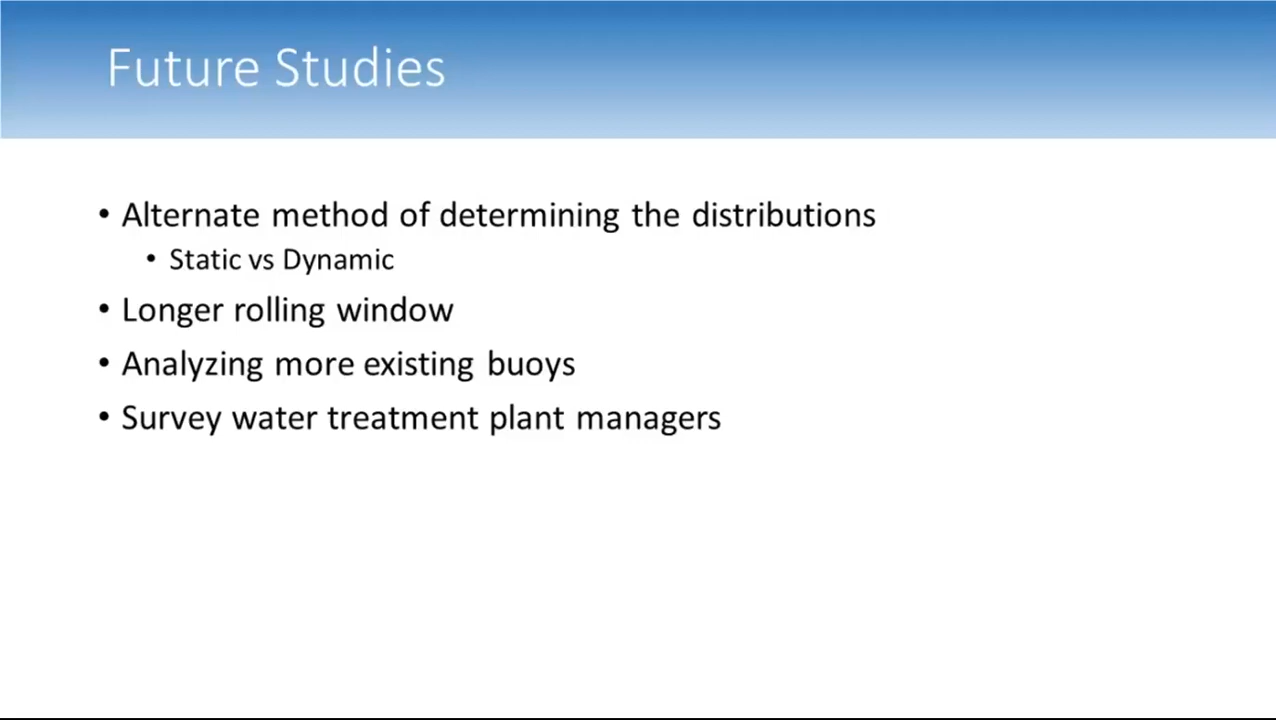 Future Studies
• Alternate method of determining the distributions
• Static vs Dynamic
• Longer rolling window
• Analyzing more existing buoys
• Survey water treatment plant managers